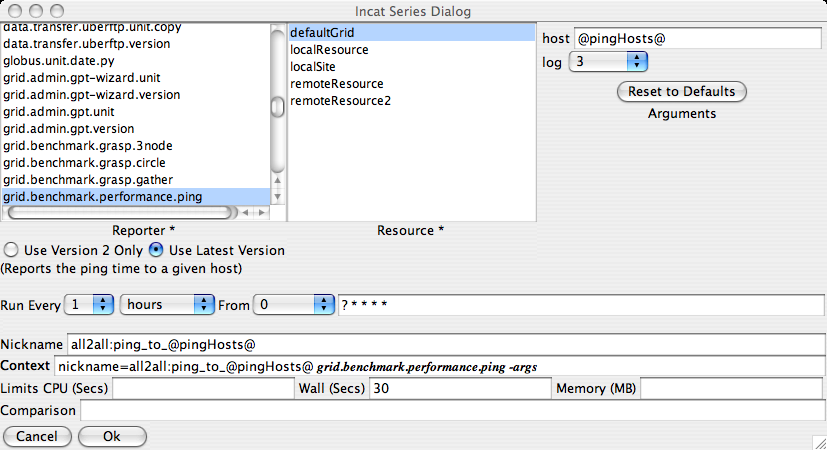 Incat Series Dialog
data.transfer.uberftp.unit.copy
data.transfer.uberftp.version
globus.unit.date.py
grid.admin.gpt-wizard.unit
grid.admin.gpt-wizard.version
grid.admin.gpt.unit
grid.admin.gpt.version
grid.benchmark.grasp.3node
grid.benchmark.grasp.circle
grid.benchmark.grasp.gather
grid.benchmark.performance.ping
Reporter *
defaultGrid
localResource
localSite
remoteResource
remoteResource2
Resource *
host @pingHosts@
log 3
Reset to Defaults
Arguments
Use Version 2 Only Use Latest Version
(Reports the ping time to a given host)
Run Every 1 hours From 0 ? * * * *
Nickname all2all:ping_to_@pingHosts@
Context nickname=all2all:ping_to_@pingHosts@ grid.benchmark.performance.ping -args
Limits CPU (Secs) Wall (Secs) 30 Memory (MB)
Comparison
Cancel Ok